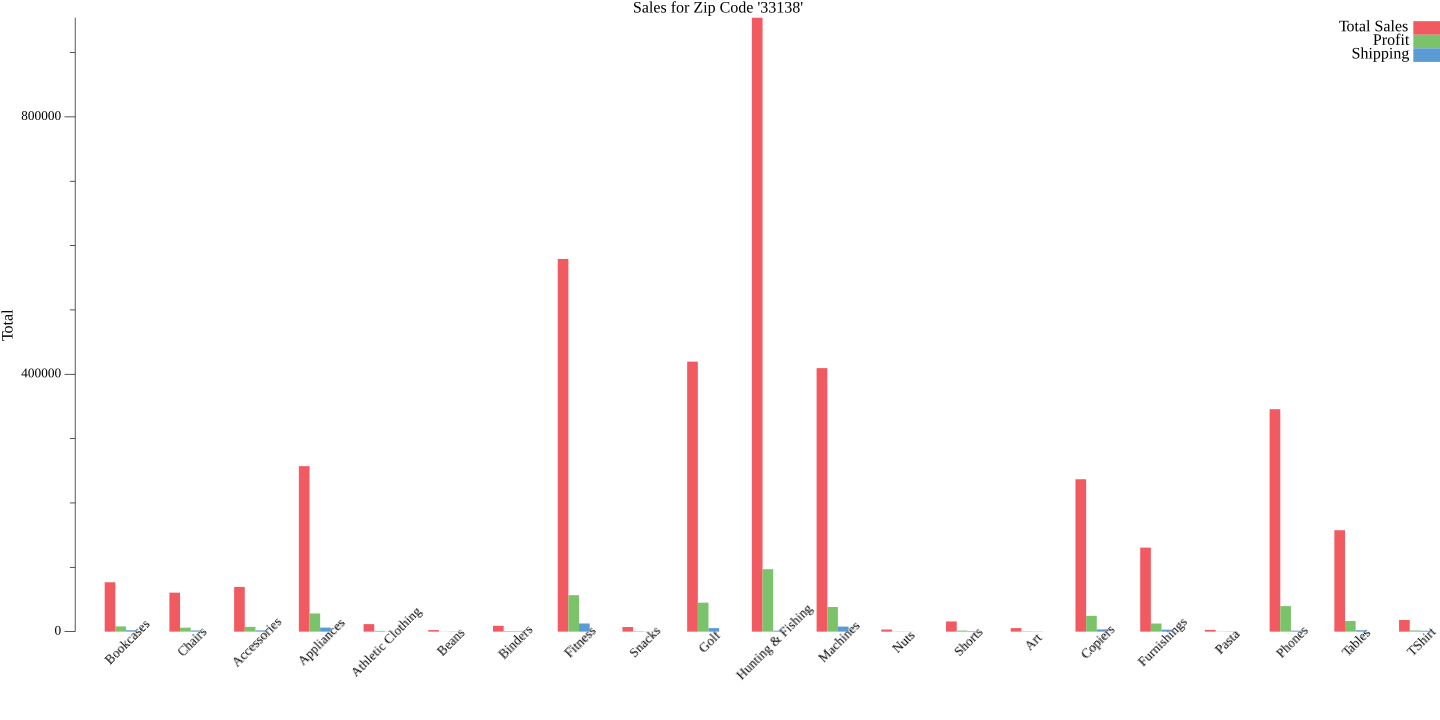 Sales for Zip Code '33138'
Total Sales
Profit
Shipping
800000
400000
0
Total
Bookcases
Chairs
Accessories
Appliances
Athletic Clothing
Beans
Binders
Fitness
Snacks
Golf
Hunting & Fishing
Machines
Nuts
Shorts
Art
Copiers
Furnishings
Pasta
Phones
Tables
TShirt